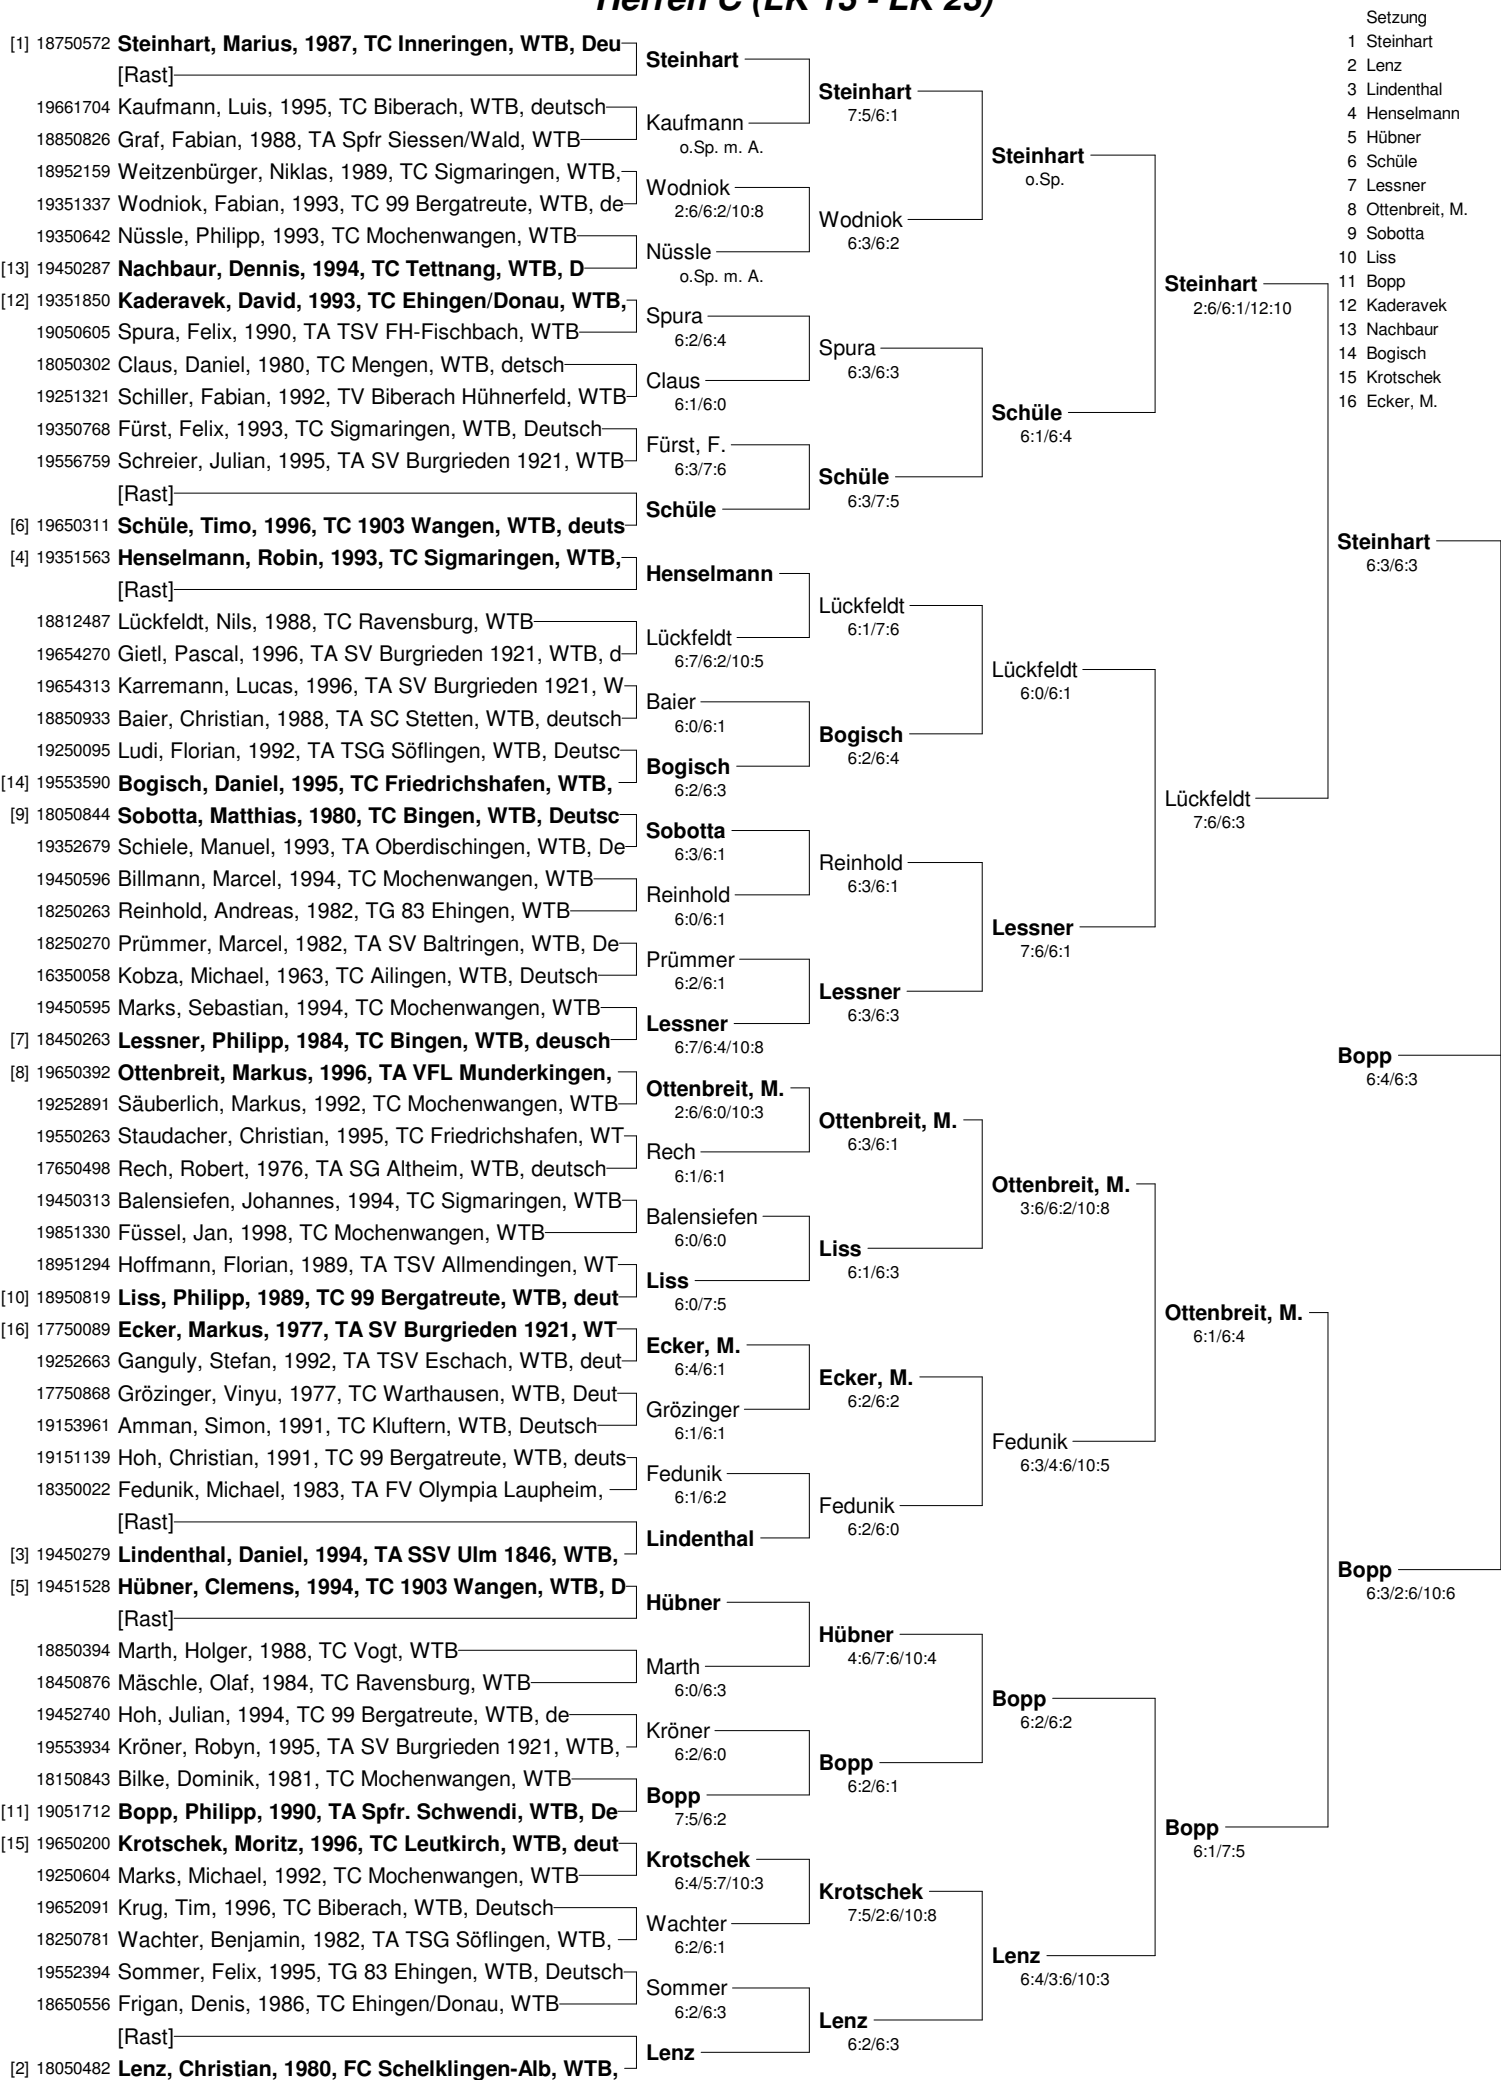 Herren C (LK 13 - LK 23)
Setzung
1 Steinhart
2 Lenz
3 Lindenthal
4 Henselmann
5 Hübner
6 Schüle
7 Lessner
8 Ottenbreit, M.
9 Sobotta
10 Liss
11 Bopp
12 Kaderavek
13 Nachbaur
14 Bogisch
15 Krotschek
16 Ecker, M.
[1] 18750572 Steinhart, Marius, 1987, TC Inneringen, WTB, Deu
[Rast]
19661704 Kaufmann, Luis, 1995, TC Biberach, WTB, deutsch
18850826 Graf, Fabian, 1988, TA Spfr Siessen/Wald, WTB
18952159 Weitzenbürger, Niklas, 1989, TC Sigmaringen, WTB,
19351337 Wodniok, Fabian, 1993, TC 99 Bergatreute, WTB, de
19350642 Nüssle, Philipp, 1993, TC Mochenwangen, WTB
[13] 19450287 Nachbaur, Dennis, 1994, TC Tettnang, WTB, D
[12] 19351850 Kaderavek, David, 1993, TC Ehingen/Donau, WTB,
19050605 Spura, Felix, 1990, TA TSV FH-Fischbach, WTB
18050302 Claus, Daniel, 1980, TC Mengen, WTB, detsch
19251321 Schiller, Fabian, 1992, TV Biberach Hühnerfeld, WTB
19350768 Fürst, Felix, 1993, TC Sigmaringen, WTB, Deutsch
19556759 Schreier, Julian, 1995, TA SV Burgrieden 1921, WTB
[Rast]
[6] 19650311 Schüle, Timo, 1996, TC 1903 Wangen, WTB, deuts
[4] 19351563 Henselmann, Robin, 1993, TC Sigmaringen, WTB,
[Rast]
18812487 Lückfeldt, Nils, 1988, TC Ravensburg, WTB
19654270 Gietl, Pascal, 1996, TA SV Burgrieden 1921, WTB, d
19654313 Karremann, Lucas, 1996, TA SV Burgrieden 1921, W
18850933 Baier, Christian, 1988, TA SC Stetten, WTB, deutsch
19250095 Ludi, Florian, 1992, TA TSG Söflingen, WTB, Deutsc
[14] 19553590 Bogisch, Daniel, 1995, TC Friedrichshafen, WTB,
[9] 18050844 Sobotta, Matthias, 1980, TC Bingen, WTB, Deutsc
19352679 Schiele, Manuel, 1993, TA Oberdischingen, WTB, De
19450596 Billmann, Marcel, 1994, TC Mochenwangen, WTB
18250263 Reinhold, Andreas, 1982, TG 83 Ehingen, WTB
18250270 Prümmer, Marcel, 1982, TA SV Baltringen, WTB, De
16350058 Kobza, Michael, 1963, TC Ailingen, WTB, Deutsch
19450595 Marks, Sebastian, 1994, TC Mochenwangen, WTB
[7] 18450263 Lessner, Philipp, 1984, TC Bingen, WTB, deusch
[8] 19650392 Ottenbreit, Markus, 1996, TA VFL Munderkingen,
19252891 Säuberlich, Markus, 1992, TC Mochenwangen, WTB
19550263 Staudacher, Christian, 1995, TC Friedrichshafen, WT
17650498 Rech, Robert, 1976, TA SG Altheim, WTB, deutsch
19450313 Balensiefen, Johannes, 1994, TC Sigmaringen, WTB
19851330 Füssel, Jan, 1998, TC Mochenwangen, WTB
18951294 Hoffmann, Florian, 1989, TA TSV Allmendingen, WT
[10] 18950819 Liss, Philipp, 1989, TC 99 Bergatreute, WTB, deut
[16] 17750089 Ecker, Markus, 1977, TA SV Burgrieden 1921, WT
19252663 Ganguly, Stefan, 1992, TA TSV Eschach, WTB, deut
17750868 Grözinger, Vinyu, 1977, TC Warthausen, WTB, Deut
19153961 Amman, Simon, 1991, TC Kluftern, WTB, Deutsch
19151139 Hoh, Christian, 1991, TC 99 Bergatreute, WTB, deuts
18350022 Fedunik, Michael, 1983, TA FV Olympia Laupheim,
[Rast]
[3] 19450279 Lindenthal, Daniel, 1994, TA SSV Ulm 1846, WTB,
[5] 19451528 Hübner, Clemens, 1994, TC 1903 Wangen, WTB, D
[Rast]
18850394 Marth, Holger, 1988, TC Vogt, WTB
18450876 Mäschle, Olaf, 1984, TC Ravensburg, WTB
19452740 Hoh, Julian, 1994, TC 99 Bergatreute, WTB, de
19553934 Kröner, Robyn, 1995, TA SV Burgrieden 1921, WTB,
18150843 Bilke, Dominik, 1981, TC Mochenwangen, WTB
[11] 19051712 Bopp, Philipp, 1990, TA Spfr. Schwendi, WTB, De
[15] 19650200 Krotschek, Moritz, 1996, TC Leutkirch, WTB, deut
19250604 Marks, Michael, 1992, TC Mochenwangen, WTB
19652091 Krug, Tim, 1996, TC Biberach, WTB, Deutsch
18250781 Wachter, Benjamin, 1982, TA TSG Söflingen, WTB,
19552394 Sommer, Felix, 1995, TG 83 Ehingen, WTB, Deutsch
18650556 Frigan, Denis, 1986, TC Ehingen/Donau, WTB
[Rast]
[2] 18050482 Lenz, Christian, 1980, FC Schelklingen-Alb, WTB,
Steinhart
Kaufmann
o.Sp. m. A.
Wodniok
2:6/6:2/10:8
Nüssle
o.Sp. m. A.
Spura
6:2/6:4
Claus
6:1/6:0
Fürst, F.
6:3/7:6
Schüle
Henselmann
Lückfeldt
6:7/6:2/10:5
Baier
6:0/6:1
Bogisch
6:2/6:3
Sobotta
6:3/6:1
Reinhold
6:0/6:1
Prümmer
6:2/6:1
Lessner
6:7/6:4/10:8
Ottenbreit, M.
2:6/6:0/10:3
Rech
6:1/6:1
Balensiefen
6:0/6:0
Liss
6:0/7:5
Ecker, M.
6:4/6:1
Grözinger
6:1/6:1
Fedunik
6:1/6:2
Lindenthal
Hübner
Marth
6:0/6:3
Kröner
6:2/6:0
Bopp
7:5/6:2
Krotschek
6:4/5:7/10:3
Wachter
6:2/6:1
Sommer
6:2/6:3
Lenz
Steinhart
7:5/6:1
Wodniok
6:3/6:2
Spura
6:3/6:3
Schüle
6:3/7:5
Lückfeldt
6:1/7:6
Bogisch
6:2/6:4
Reinhold
6:3/6:1
Lessner
6:3/6:3
Ottenbreit, M.
6:3/6:1
Liss
6:1/6:3
Ecker, M.
6:2/6:2
Fedunik
6:2/6:0
Hübner
4:6/7:6/10:4
Bopp
6:2/6:1
Krotschek
7:5/2:6/10:8
Lenz
6:2/6:3
Steinhart
o.Sp.
Schüle
6:1/6:4
Lückfeldt
6:0/6:1
Lessner
7:6/6:1
Ottenbreit, M.
3:6/6:2/10:8
Fedunik
6:3/4:6/10:5
Bopp
6:2/6:2
Lenz
6:4/3:6/10:3
Steinhart
2:6/6:1/12:10
Lückfeldt
7:6/6:3
Ottenbreit, M.
6:1/6:4
Bopp
6:1/7:5
Steinhart
6:3/6:3
Bopp
6:4/6:3
Bopp
6:3/2:6/10:6